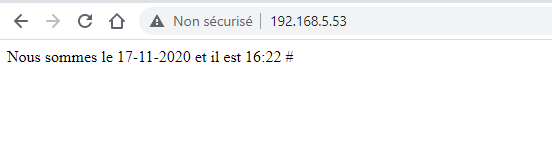 Non sécurisé 192.168.5.53
Nous sommes le 17-11-2020 et il est 16:22 #